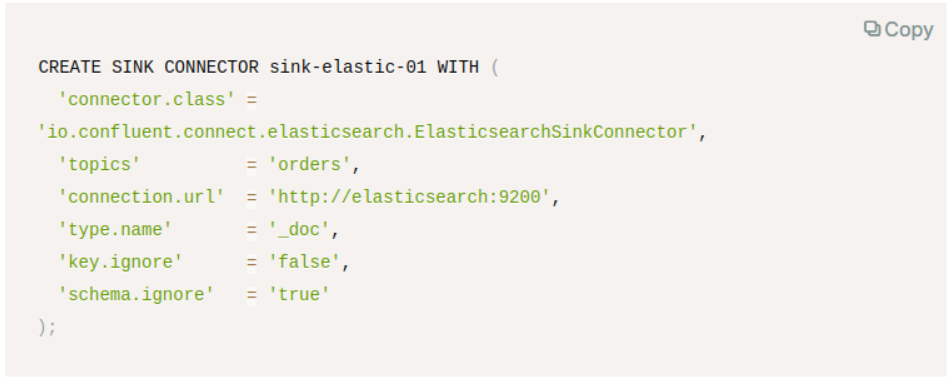 Copy
CREATE SINK CONNECTOR sink-elastic-01 WITH (
  'connector.class' =
'io.confluent.connect.elasticsearch.ElasticsearchSinkConnector',
  'topics'          = 'orders',
  'connection.url'  = 'http://elasticsearch:9200',
  'type.name'       = '_doc',
  'key.ignore'      = 'false',
  'schema.ignore'   = 'true'
);